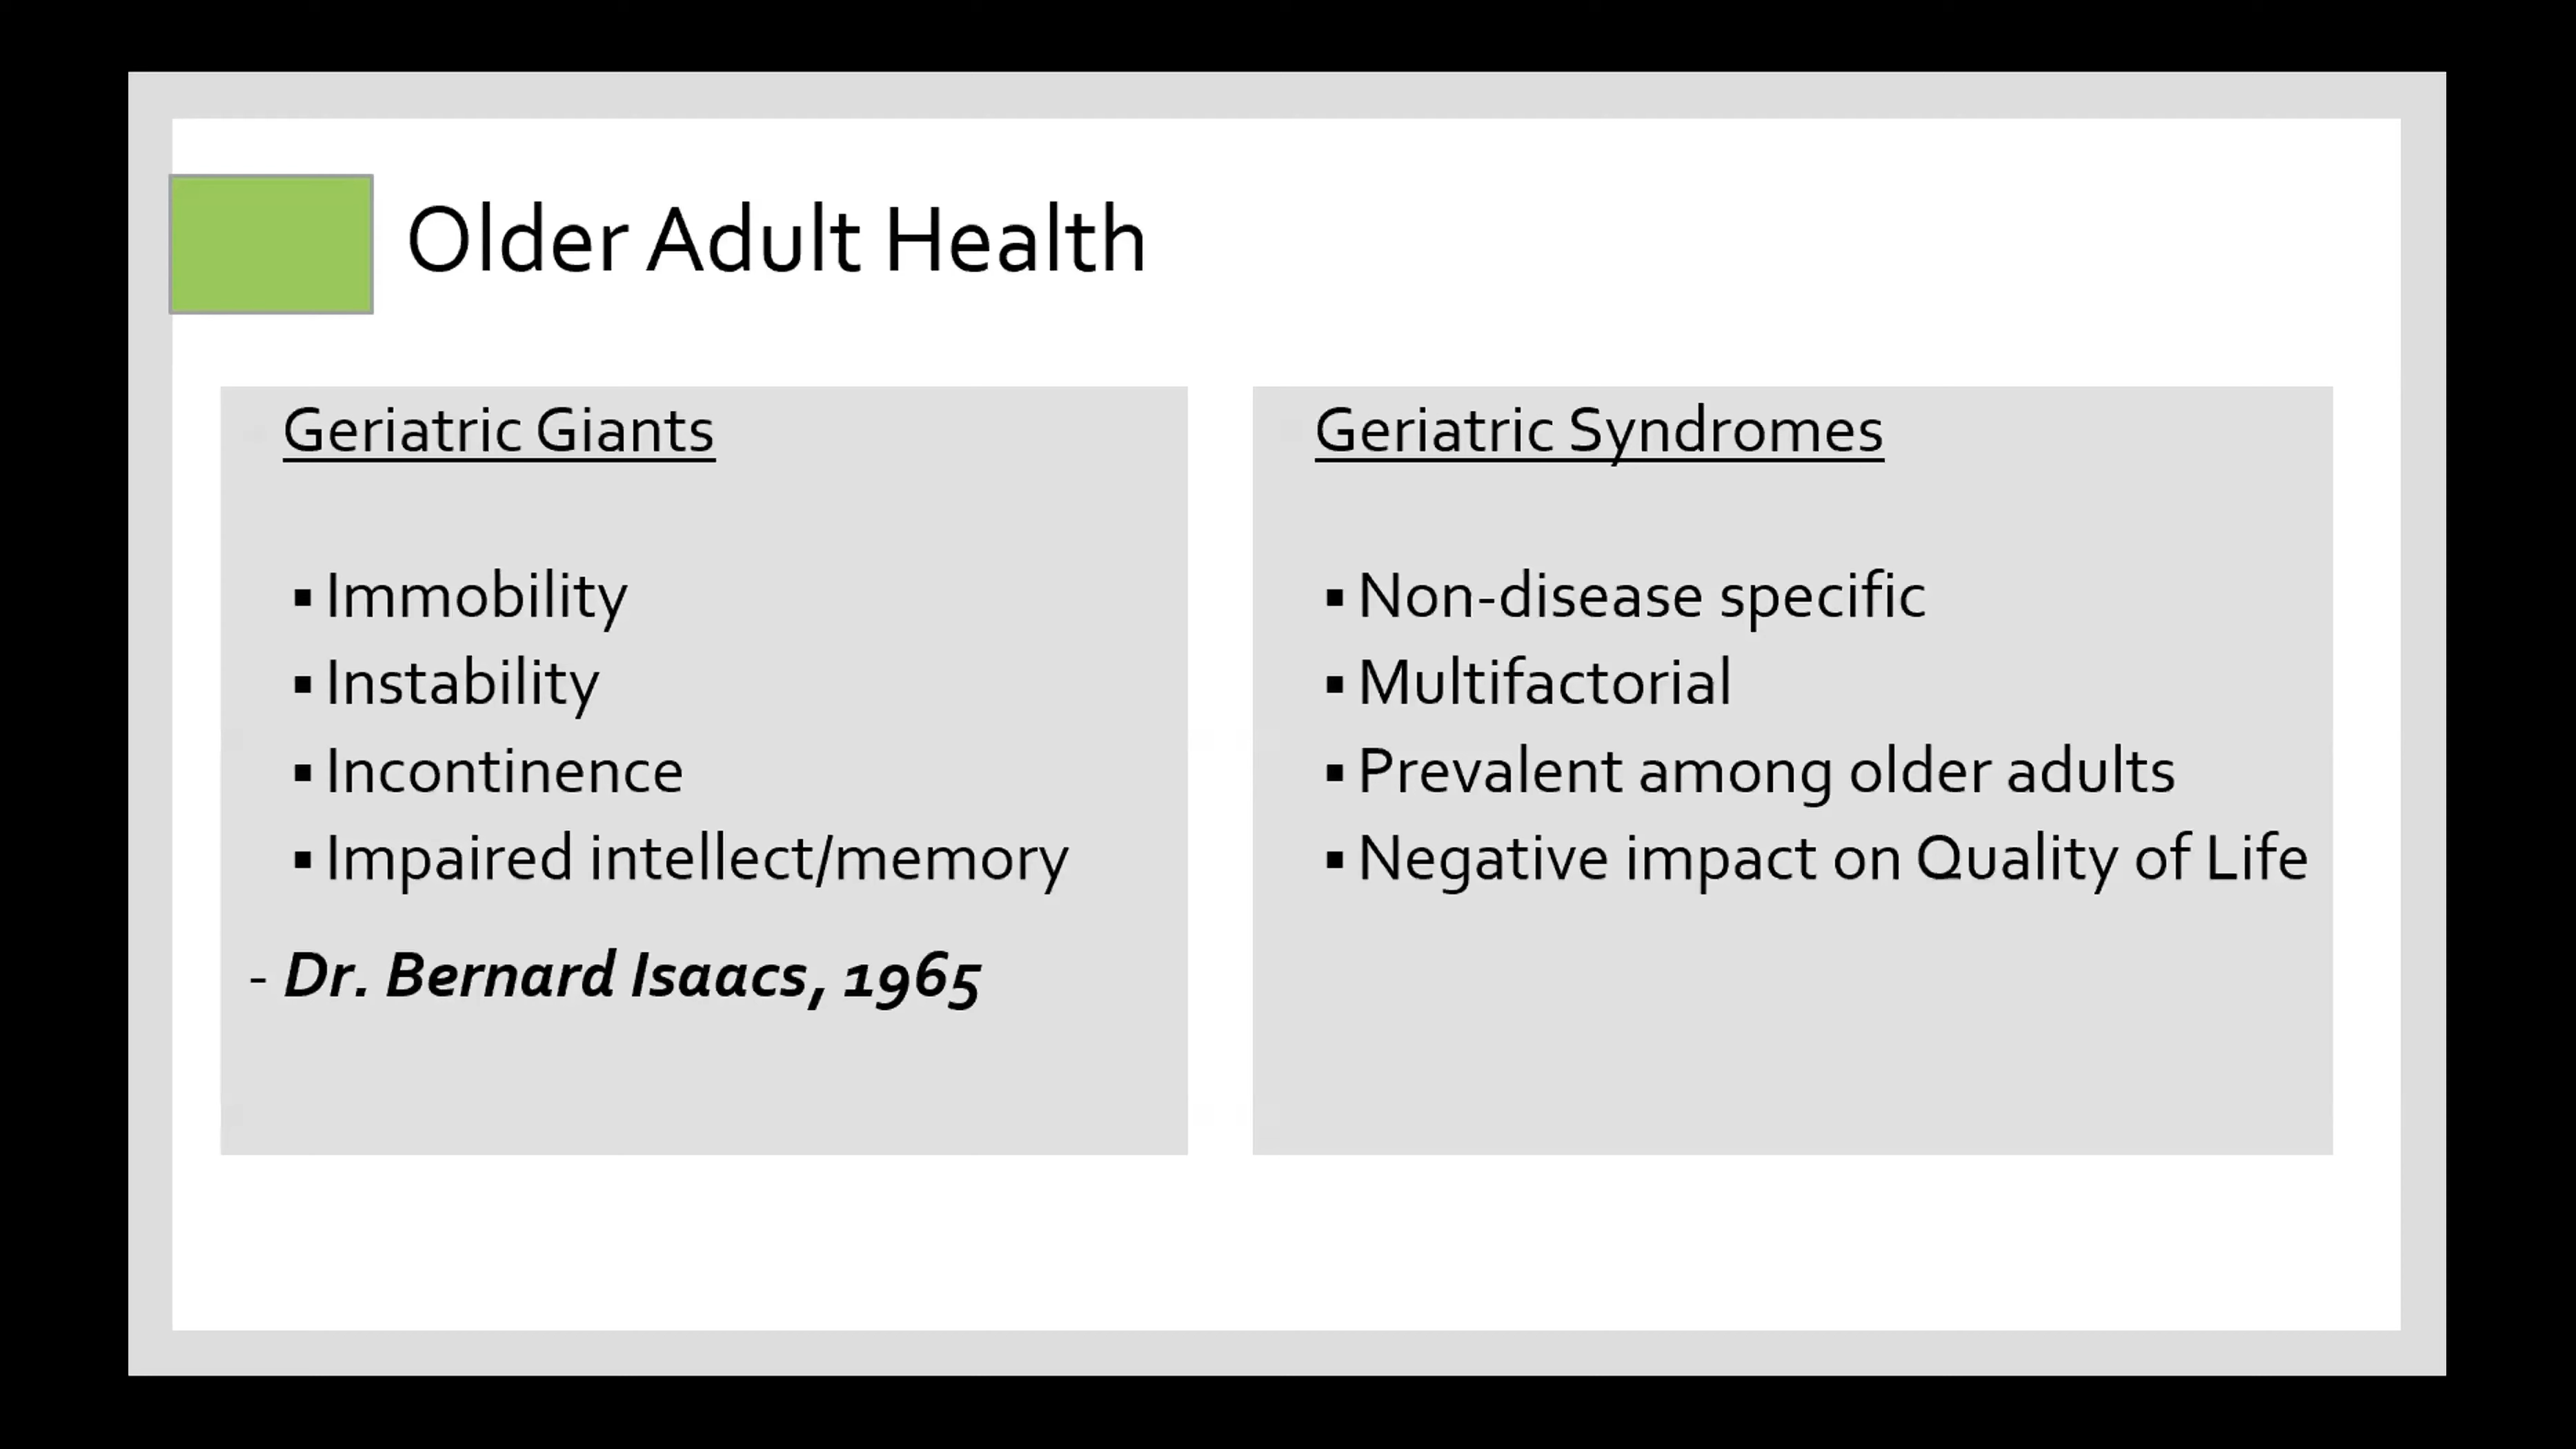 Older Adult Health
Geriatric Giants
▪ Immobility
▪ Instability
▪ Incontinence
▪ Impaired intellect/memory
- Dr. Bernard Isaacs, 1965
Geriatric Syndromes
▪ Non-disease specific
▪ Multifactorial
▪ Prevalent among older adults
▪ Negative impact on Quality of Life